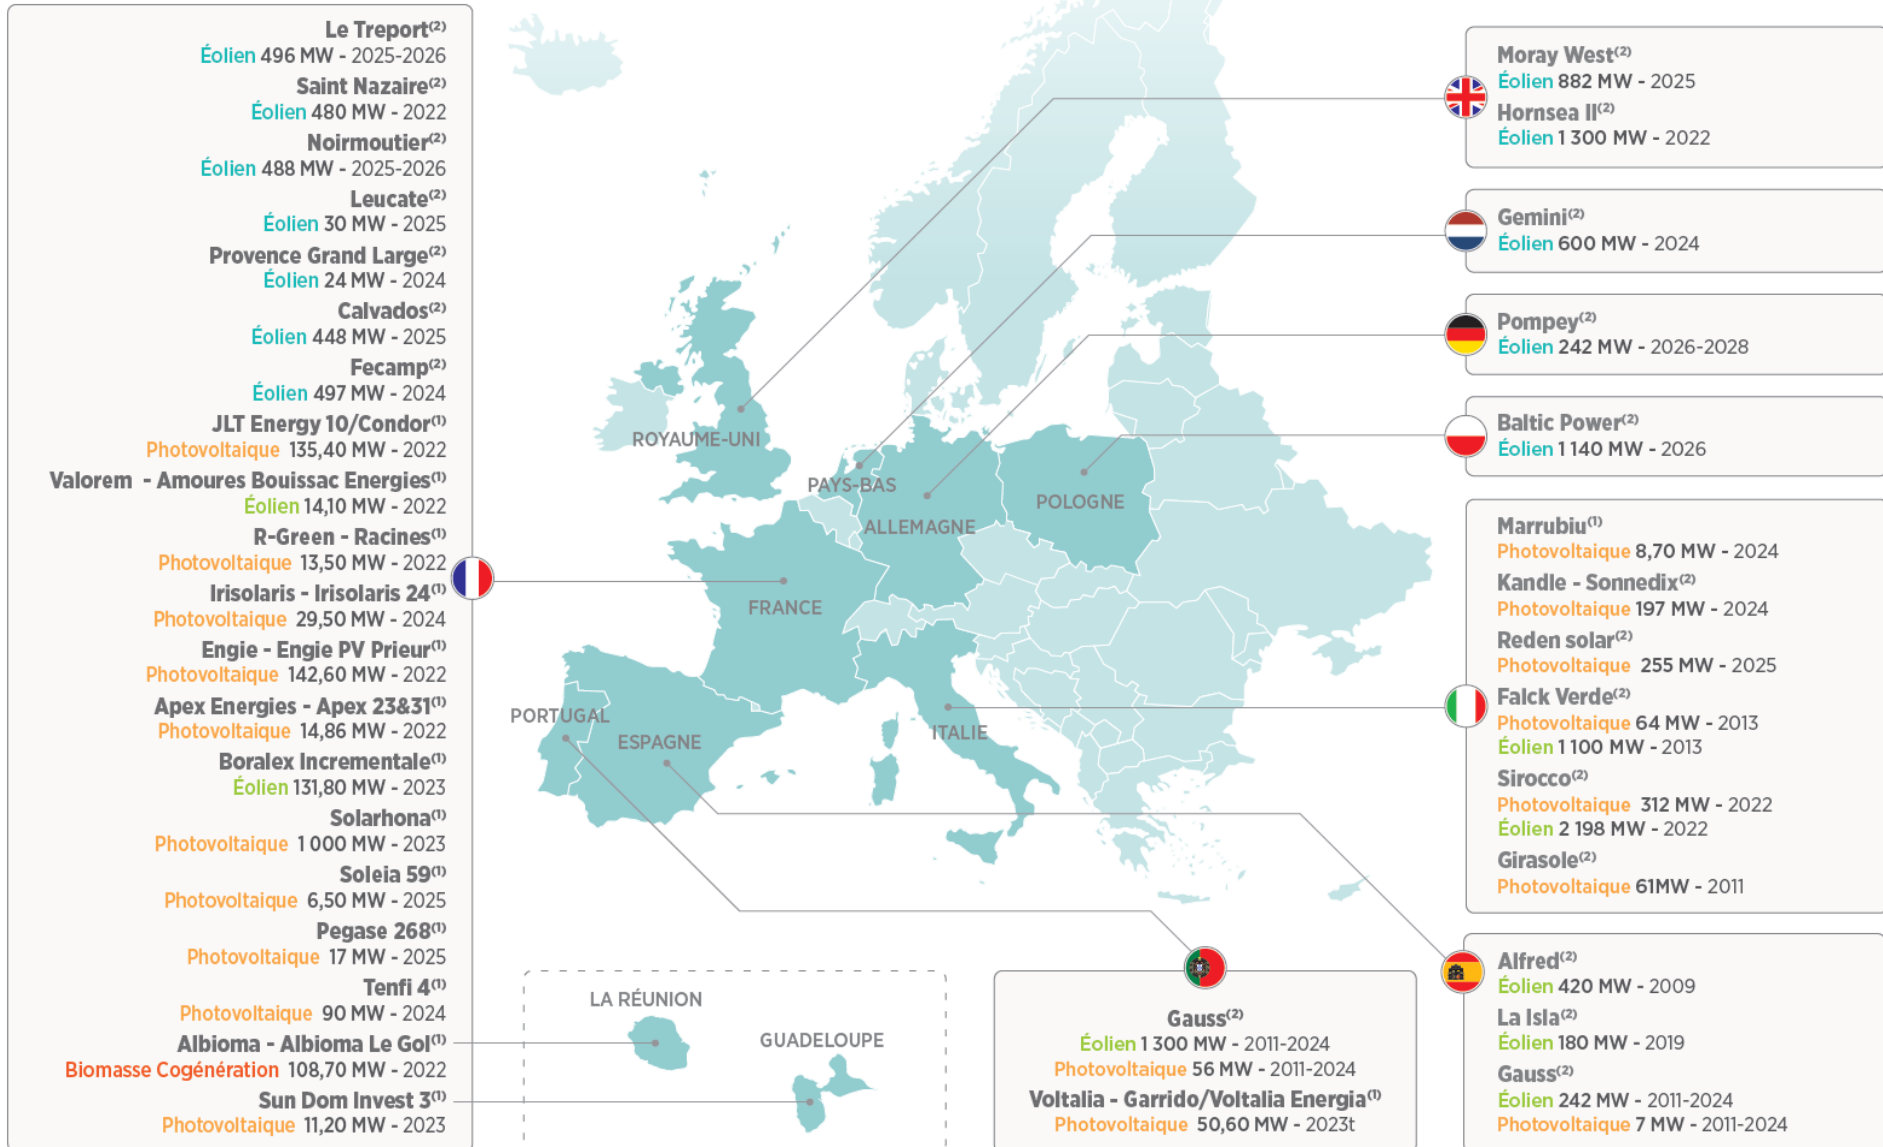 Le Treport(2)
Éolien 496 MW - 2025-2026
Saint Nazaire(2)
Éolien 480 MW - 2022
Noirmoutier(2)
Éolien 488 MW - 2025-2026
Leucate(2)
Éolien 30 MW - 2025
Provence Grand Large(2)
Éolien 24 MW - 2024
Calvados(2)
Éolien 448 MW - 2025
Fecamp(2)
Éolien 497 MW - 2024
JLT Energy 10/Condor(1)
Photovoltaique 135,40 MW - 2022
Valorem - Amoures Bouissac Energies(1)
Éolien 14,10 MW - 2022
R-Green - Racines(1)
Photovoltaique 13,50 MW - 2022
Irisolaris - Irisolaris 24(1)
Photovoltaique 29,50 MW - 2024
Engie - Engie PV Prieur(1)
Photovoltaique 142,60 MW - 2022
Apex Energies - Apex 23&31(1)
Photovoltaique 14,86 MW - 2022
Boralex Incrementale(1)
Éolien 131,80 MW - 2023
Solarhona(1)
Photovoltaique 1 000 MW - 2023
Soleia 59(1)
Photovoltaique 6,50 MW - 2025
Pegase 268(1)
Photovoltaique 17 MW - 2025
Tenfi 4(1)
Photovoltaique 90 MW - 2024
Albioma - Albioma Le Gol(1)
Biomasse Cogénération 108,70 MW - 2022
Sun Dom Invest 3(1)
Photovoltaique 11,20 MW - 2023
ROYAUME-UNI
PAYS-BAS
ALLEMAGNE
POLOGNE
FRANCE
PORTUGAL
ESPAGNE
ITALIE
LA RÉUNION
GUADELOUPE
Gauss(2)
Éolien 1 300 MW - 2011-2024
Photovoltaique 56 MW - 2011-2024
Voltalia - Garrido/Voltalia Energia(1)
Photovoltaique 50,60 MW - 2023t
Moray West(2)
Éolien 882 MW - 2025
Hornsea II(2)
Éolien 1 300 MW - 2022
Gemini(2)
Éolien 600 MW - 2024
Pompey(2)
Éolien 242 MW - 2026-2028
Baltic Power(2)
Éolien 1 140 MW - 2026
Marrubiu(1)
Photovoltaique 8,70 MW - 2024
Kandle - Sonnedix(2)
Photovoltaique 197 MW - 2024
Reden solar(2)
Photovoltaique 255 MW - 2025
Falck Verde(2)
Photovoltaique 64 MW - 2013
Éolien 1 100 MW - 2013
Sirocco(2)
Photovoltaique 312 MW - 2022
Éolien 2 198 MW - 2022
Girasole(2)
Photovoltaique 61MW - 2011
Alfred(2)
Éolien 420 MW - 2009
La Isla(2)
Éolien 180 MW - 2019
Gauss(2)
Éolien 242 MW - 2011-2024
Photovoltaique 7 MW - 2011-2024